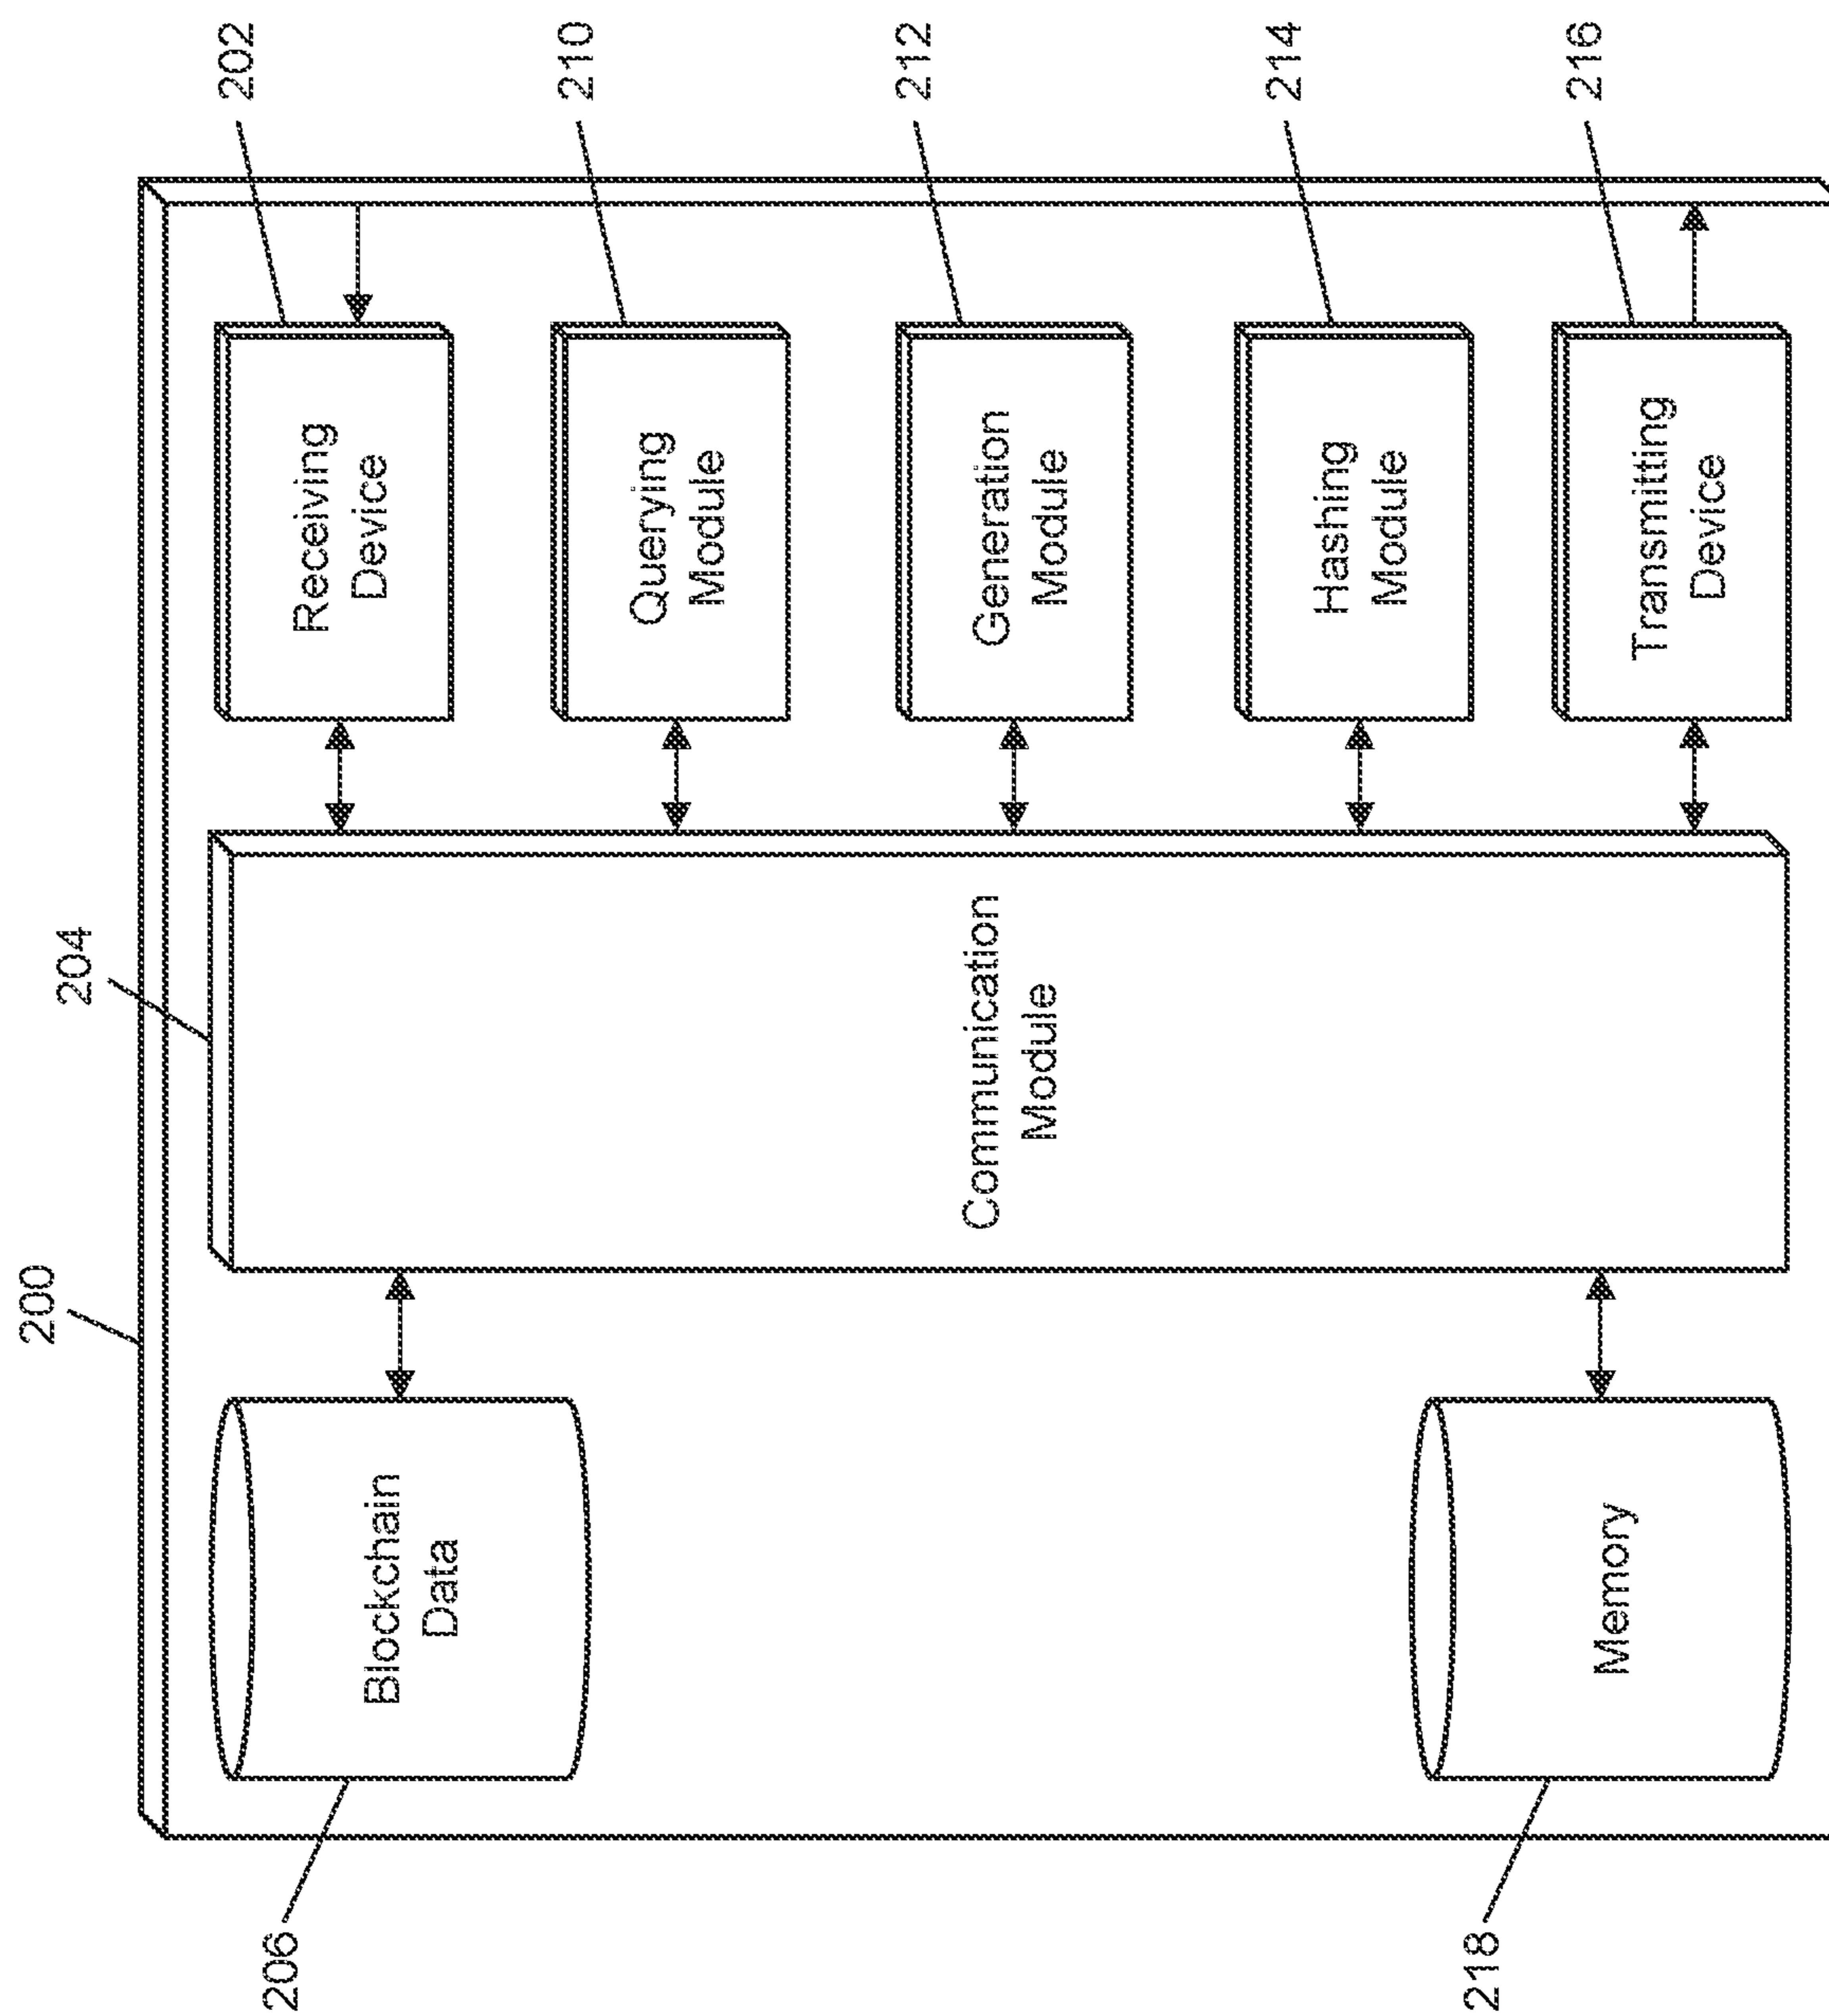 200
204
206
Blockchain
Data
218
Memory
Communication
Module
Receiving
Device
202
Querying
Module
210
Generation
Module
212
Hashing
Module
214
Transmitting
Device
216